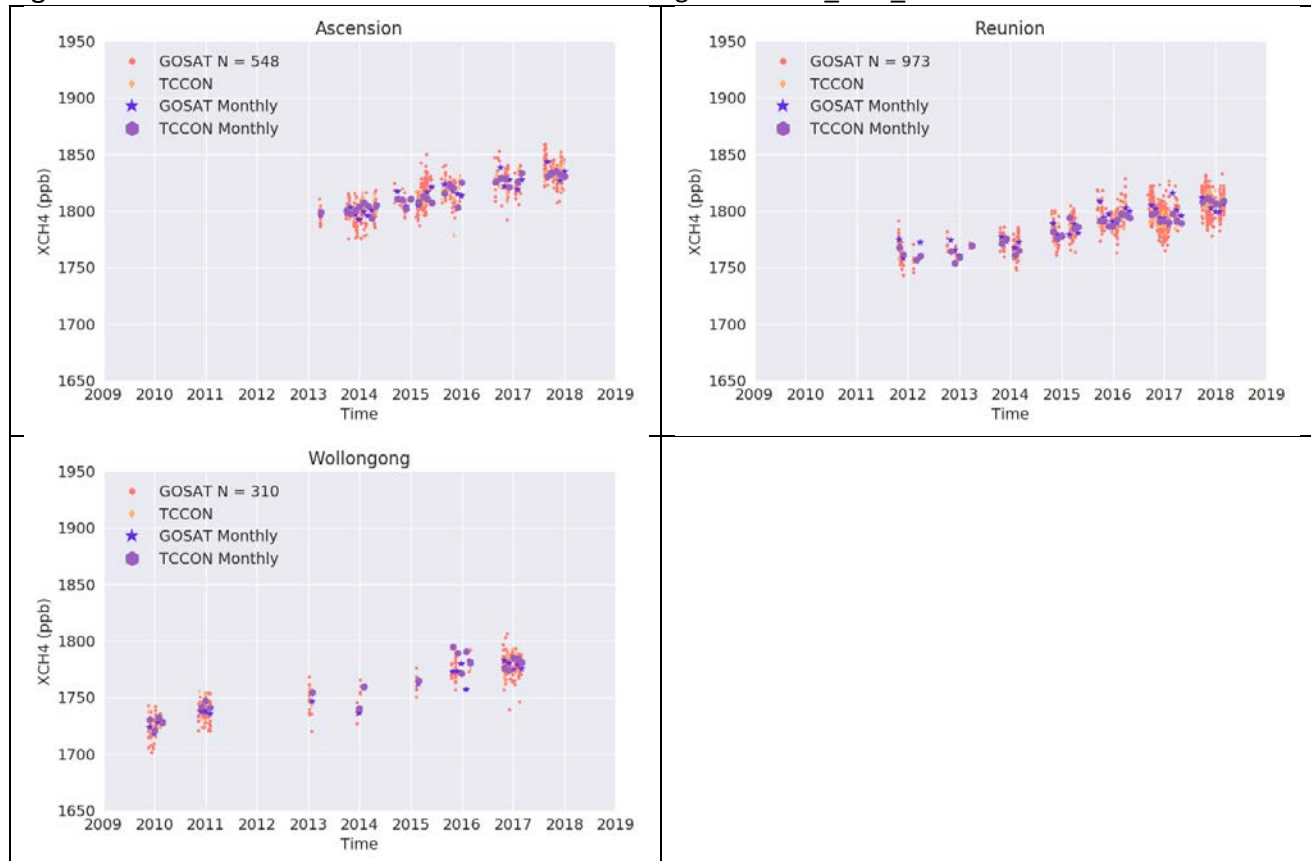 Ascension
1950
1900
1850
1800
1750
1700
1650
XCH4 (ppb)
GOSAT N = 548
TCCON
GOSAT Monthly
TCCON Monthly
2009 2010 2011 2012 2013 2014 2015 2016 2017 2018 2019
Time
Reunion
1950
1900
1850
1800
1750
1700
1650
XCH4 (ppb)
GOSAT N = 973
TCCON
GOSAT Monthly
TCCON Monthly
2009 2010 2011 2012 2013 2014 2015 2016 2017 2018 2019
Time
Wollongong
1950
1900
1850
1800
1750
1700
1650
XCH4 (ppb)
GOSAT N = 310
TCCON
GOSAT Monthly
TCCON Monthly
2009 2010 2011 2012 2013 2014 2015 2016 2017 2018 2019
Time